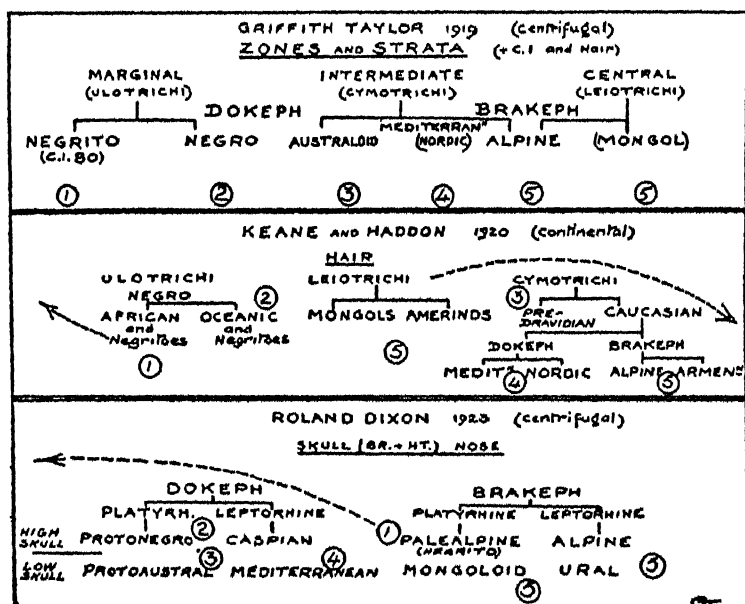 GRIFFITH TAYLOR 1919 (centrifugal)
ZONES AND STRATA (+ C.I and Hair)
MARGINAL INTERMEDIATE CENTRAL
(ULOTRICHI) (CYMOTRICHI) (LEIOTRICHI)
DOKEPH BRAKEPH
MEDITERRANN
NEGRITO NEGRO AUSTRALOID (NORDIC) ALPINE (MONGOL)
(C.I. 80)
1 2 3 4 5 5
KEANE AND HADDON 1920 (continental)
HAIR
ULOTRICHI LEIOTRICHI CYMOTRICHI
NEGRO 2 3
AFRICAN OCEANIC MONGOLS AMERINDS PRE- CAUCASIAN
and and DRAVIDIAN
Negritoes Negritoes
1 5 DOKEPH BRAKEPH
MEDITN NORDIC ALPINE ARMENN
4 5
ROLAND DIXON 1923 (centrifugal)
SKULL (BR. + HT.) NOSE
DOKEPH BRAKEPH
PLATYRH. LEPTORHINE PLATYRHINE LEPTORHINE
HIGH SKULL PROTONEGRO 2 CASPIAN 1 PALEALPINE ALPINE
(NEGRITO)
LOW SKULL PROTOAUSTRAL 3 MEDITERRANEAN 4 MONGOLOID 5 URAL 5